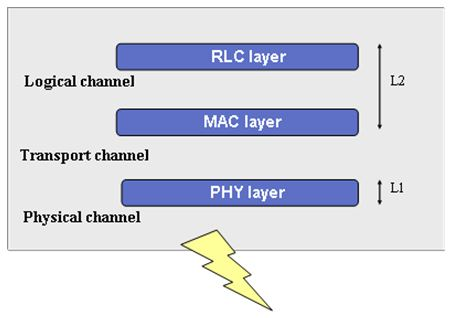 RLC layer
Logical channel
L2
MAC layer
Transport channel
PHY layer
L1
Physical channel